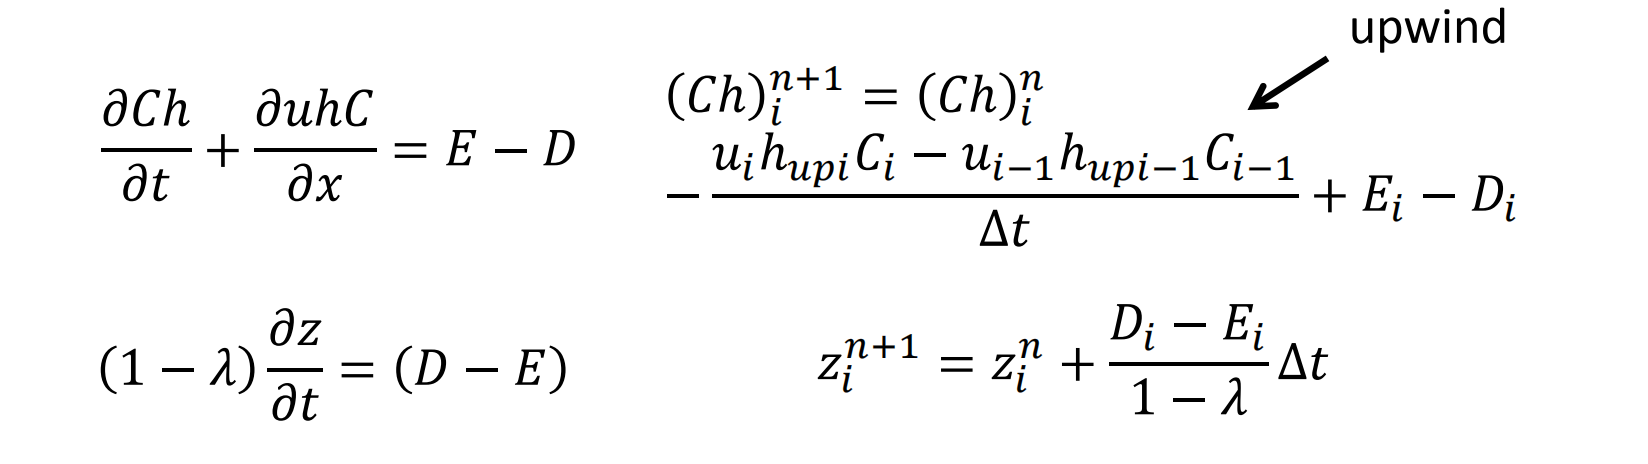 upwind
∂Ch/∂t + ∂uhC/∂x = E − D
(Ch)_i^{n+1} = (Ch)_i^n
− (u_i h_{upi} C_i − u_{i−1} h_{upi−1} C_{i−1})/Δt + E_i − D_i
(1 − λ) ∂z/∂t = (D − E)
z_i^{n+1} = z_i^n + (D_i − E_i)/(1 − λ) Δt